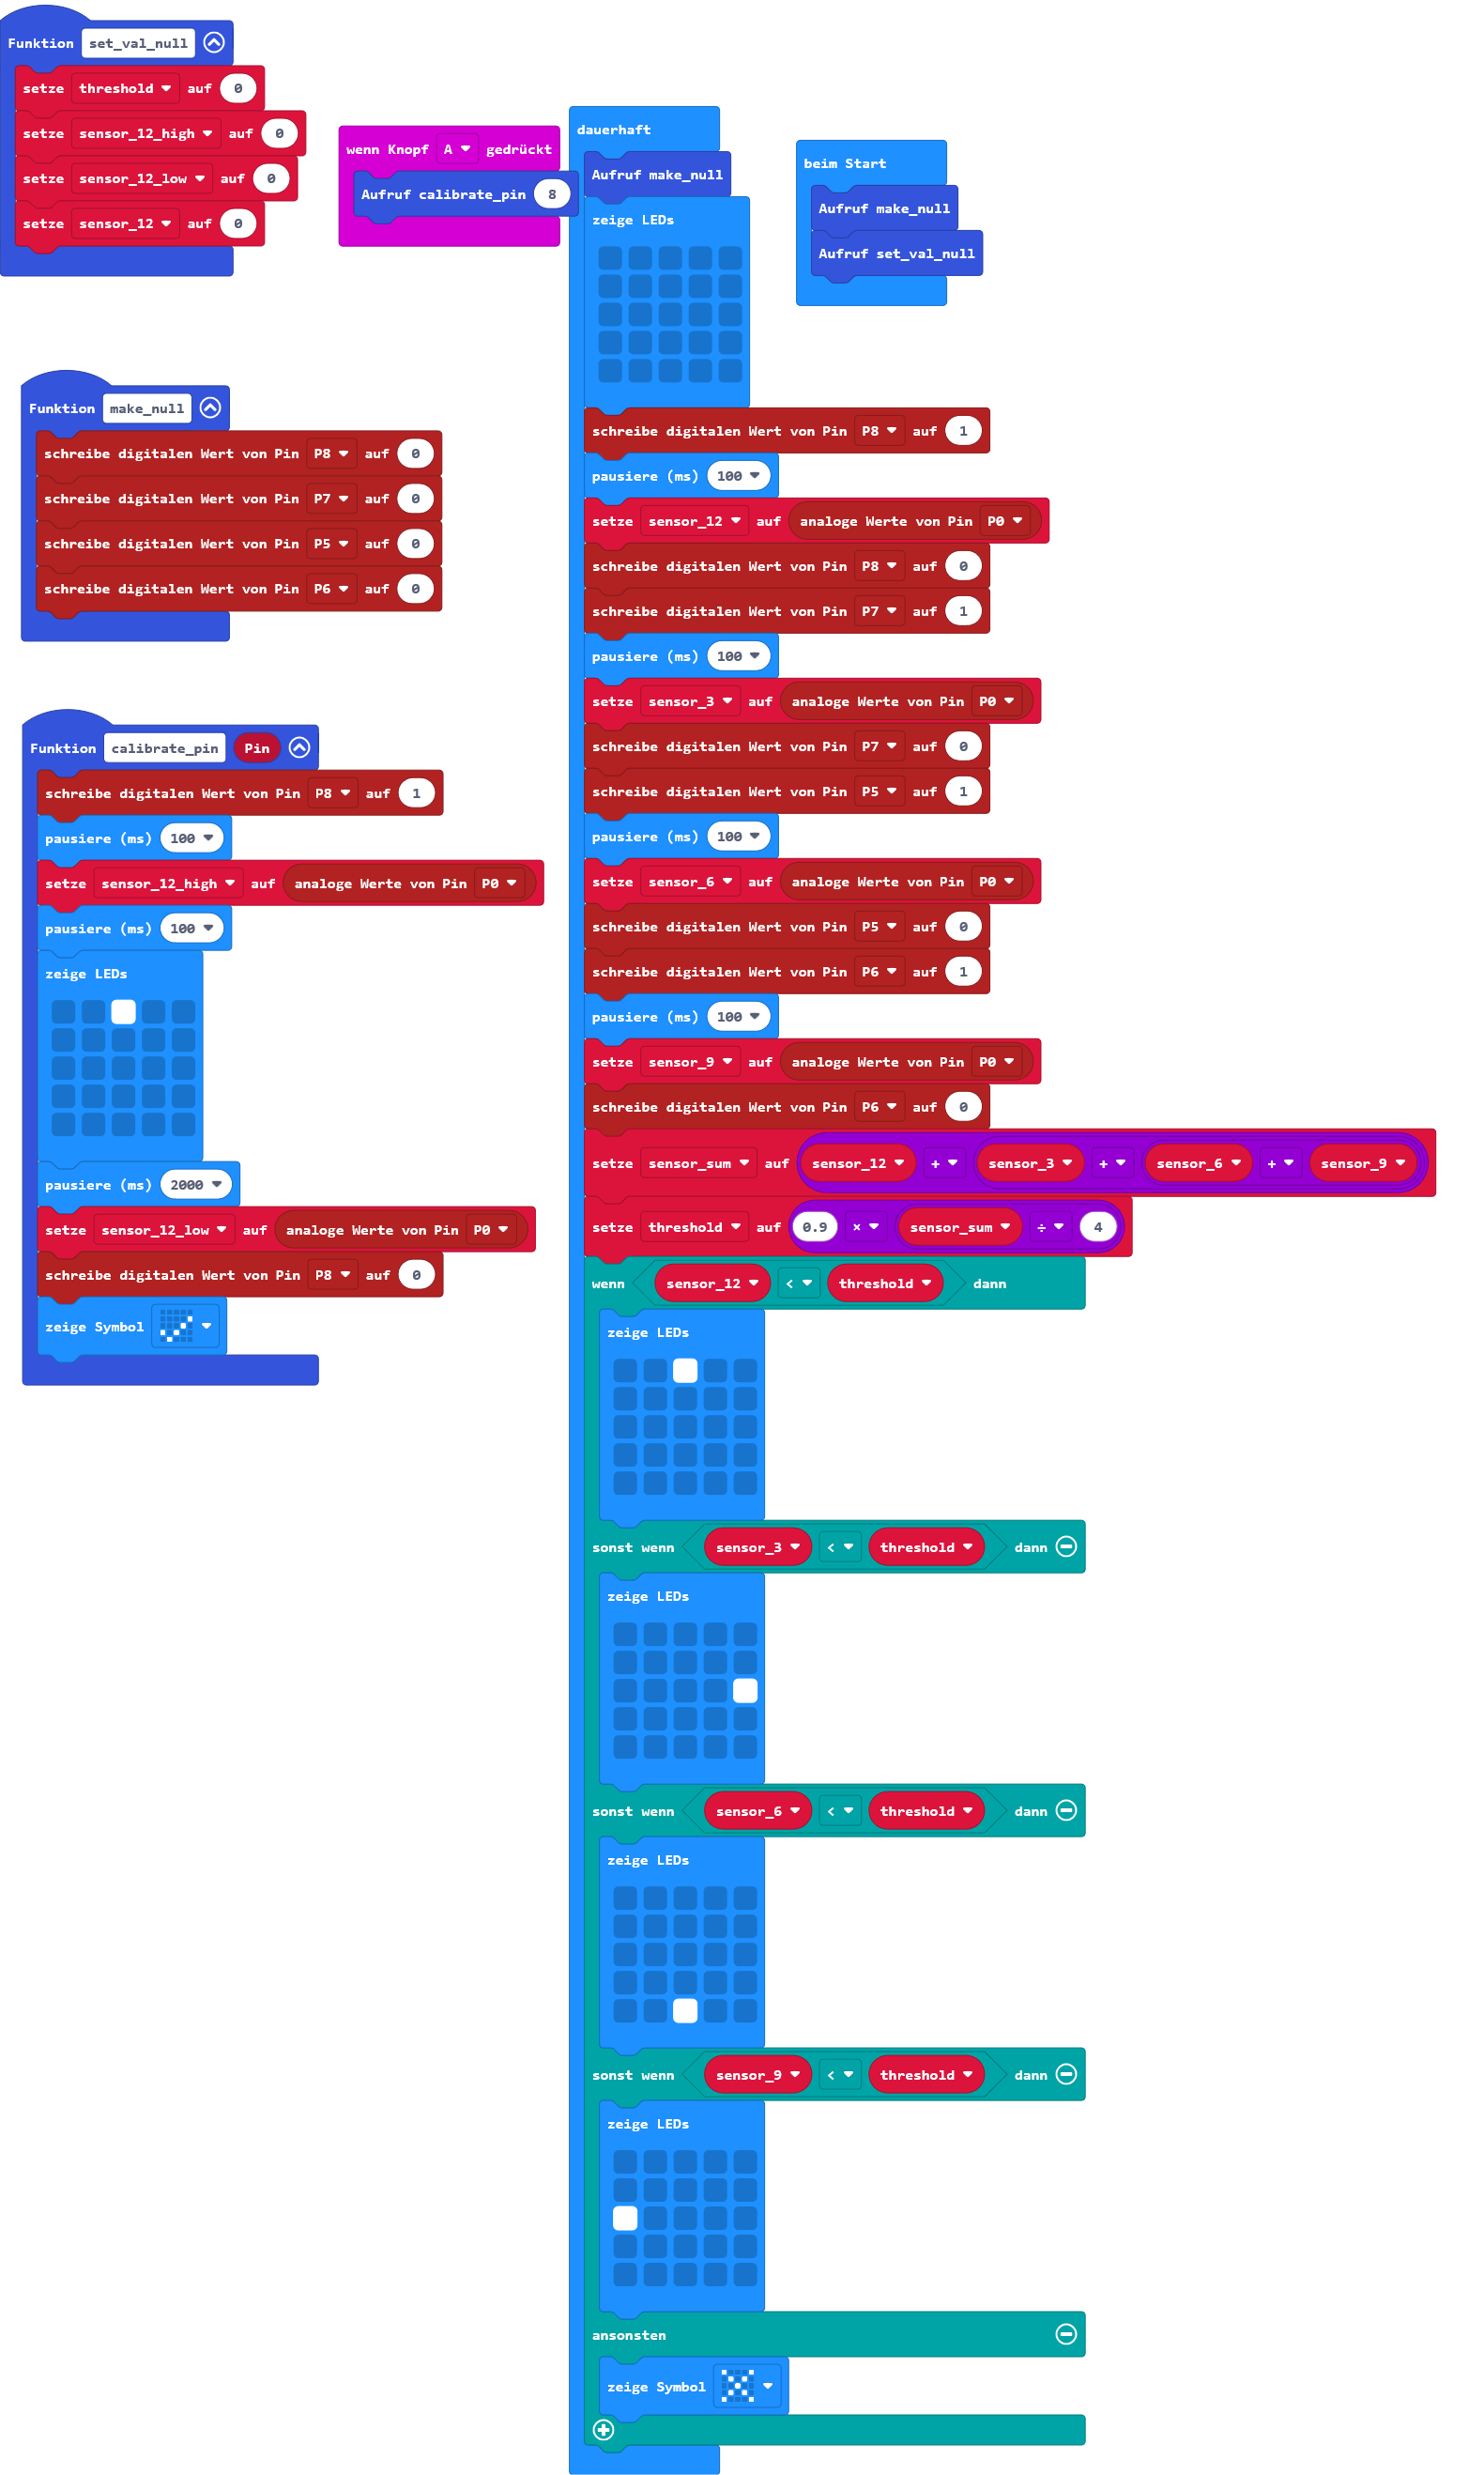 Funktion set_val_null
setze threshold auf 0
setze sensor_12_high auf 0
setze sensor_12_low auf 0
setze sensor_12 auf 0
wenn Knopf A gedrückt
Aufruf calibrate_pin 8
Funktion make_null
schreibe digitalen Wert von Pin P8 auf 0
schreibe digitalen Wert von Pin P7 auf 0
schreibe digitalen Wert von Pin P5 auf 0
schreibe digitalen Wert von Pin P6 auf 0
Funktion calibrate_pin Pin
schreibe digitalen Wert von Pin P8 auf 1
pausiere (ms) 100
setze sensor_12_high auf analoge Werte von Pin P0
pausiere (ms) 100
zeige LEDs
pausiere (ms) 2000
setze sensor_12_low auf analoge Werte von Pin P0
schreibe digitalen Wert von Pin P8 auf 0
zeige Symbol
dauerhaft
Aufruf make_null
zeige LEDs
schreibe digitalen Wert von Pin P8 auf 1
pausiere (ms) 100
setze sensor_12 auf analoge Werte von Pin P0
schreibe digitalen Wert von Pin P8 auf 0
schreibe digitalen Wert von Pin P7 auf 1
pausiere (ms) 100
setze sensor_3 auf analoge Werte von Pin P0
schreibe digitalen Wert von Pin P7 auf 0
schreibe digitalen Wert von Pin P5 auf 1
pausiere (ms) 100
setze sensor_6 auf analoge Werte von Pin P0
schreibe digitalen Wert von Pin P5 auf 0
schreibe digitalen Wert von Pin P6 auf 1
pausiere (ms) 100
setze sensor_9 auf analoge Werte von Pin P0
schreibe digitalen Wert von Pin P6 auf 0
setze sensor_sum auf sensor_12 + sensor_3 + sensor_6 + sensor_9
setze threshold auf 0.9 × sensor_sum ÷ 4
wenn sensor_12 < threshold dann
zeige LEDs
sonst wenn sensor_3 < threshold dann
zeige LEDs
sonst wenn sensor_6 < threshold dann
zeige LEDs
sonst wenn sensor_9 < threshold dann
zeige LEDs
ansonsten
zeige Symbol
beim Start
Aufruf make_null
Aufruf set_val_null